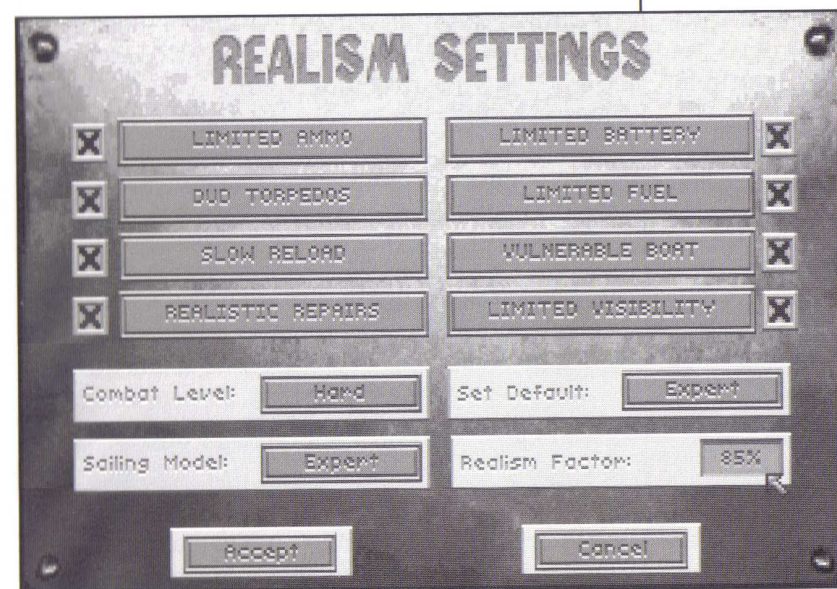 REALISM SETTINGS
LIMITED AMMO
LIMITED BATTERY
DUD TORPEDOS
LIMITED FUEL
SLOW RELOAD
VULNERABLE BOAT
REALISTIC REPAIRS
LIMITED VISIBILITY
Combat Level: Hard
Set Default: Expert
Sailing Model: Expert
Realism Factor: 85%
Accept
Cancel